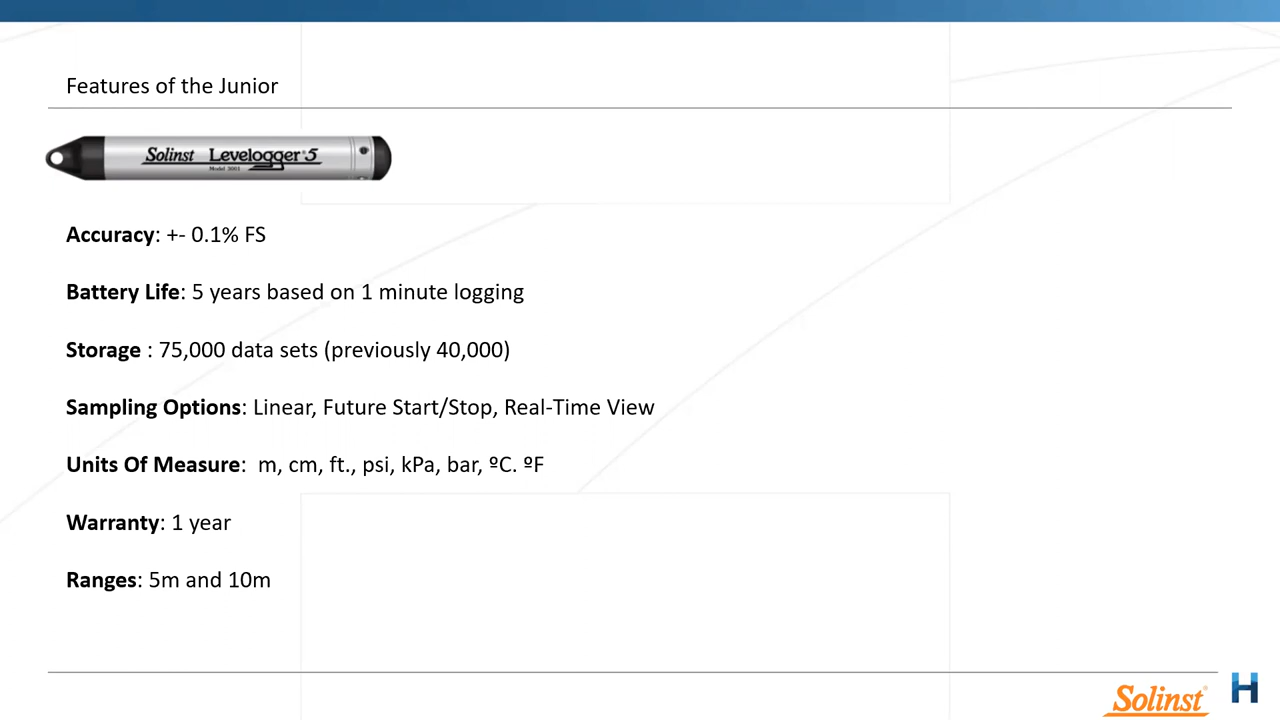 Features of the Junior
Solinst Levelogger®5
Model 3001
Accuracy: +- 0.1% FS
Battery Life: 5 years based on 1 minute logging
Storage : 75,000 data sets (previously 40,000)
Sampling Options: Linear, Future Start/Stop, Real-Time View
Units Of Measure:  m, cm, ft., psi, kPa, bar, ºC. ºF
Warranty: 1 year
Ranges: 5m and 10m
Solinst®
H